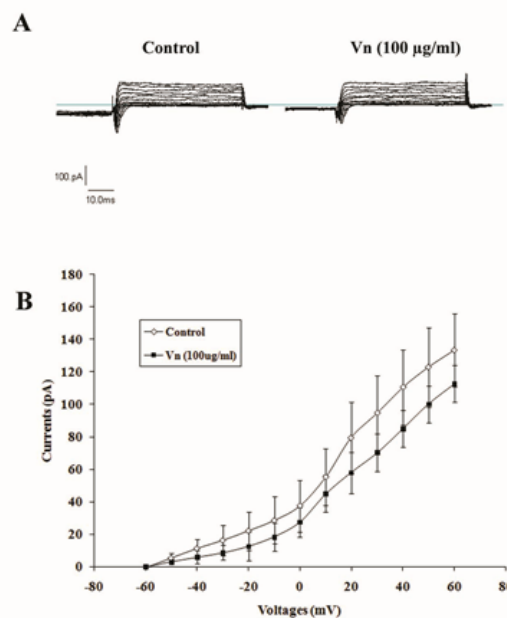 A
Control
Vn (100 µg/ml)
100 pA
10.0ms
B
180
160
140
120
100
80
60
40
20
0
Currents (pA)
Control
Vn (100ug/ml)
-80 -60 -40 -20 0 20 40 60 80
Voltages (mV)